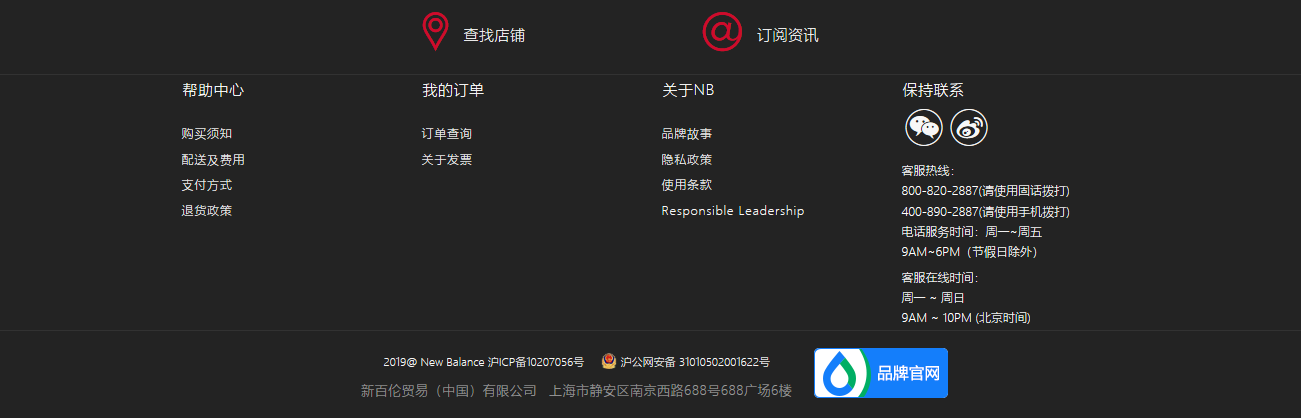 查找店铺
订阅资讯
帮助中心
购买须知
配送及费用
支付方式
退货政策
我的订单
订单查询
关于发票
关于NB
品牌故事
隐私政策
使用条款
Responsible Leadership
保持联系
客服热线：
800-820-2887(请使用固话拨打)
400-890-2887(请使用手机拨打)
电话服务时间：周一~周五
9AM~6PM（节假日除外）
客服在线时间：
周一 ~ 周日
9AM ~ 10PM (北京时间)
2019@ New Balance 沪ICP备10207056号 沪公网安备 31010502001622号
新百伦贸易（中国）有限公司 上海市静安区南京西路688号688广场6楼
品牌官网